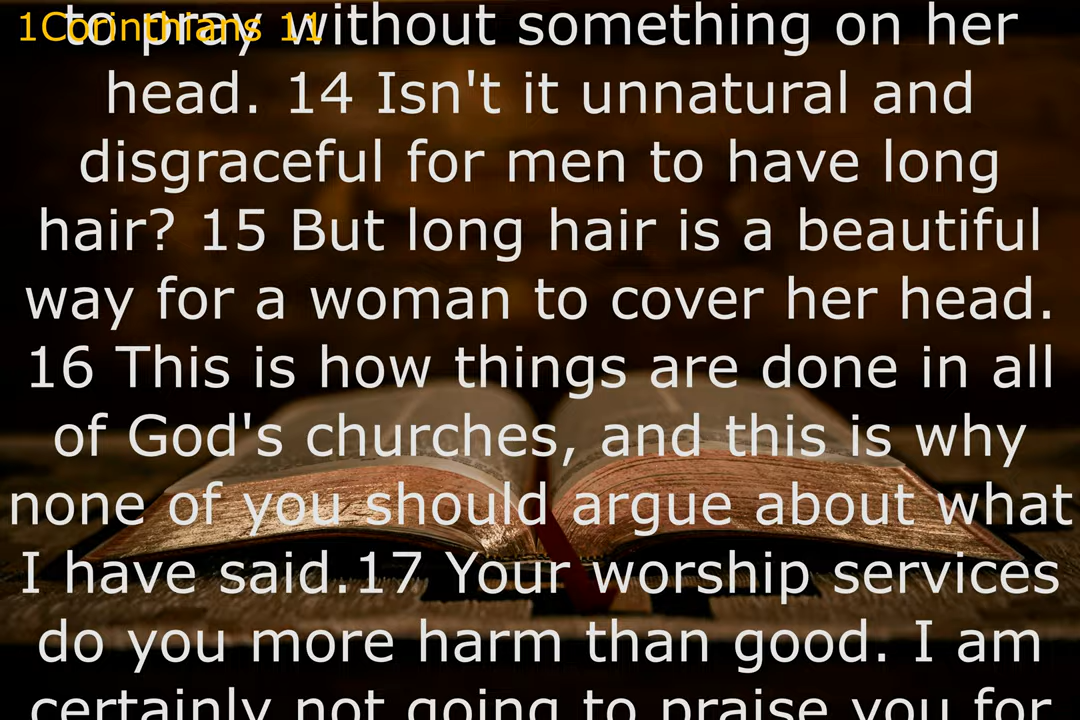 1Corinthians 11
to pray without something on her
head. 14 Isn't it unnatural and
disgraceful for men to have long
hair? 15 But long hair is a beautiful
way for a woman to cover her head.
16 This is how things are done in all
of God's churches, and this is why
none of you should argue about what
I have said.17 Your worship services
do you more harm than good. I am
certainly not going to praise you for